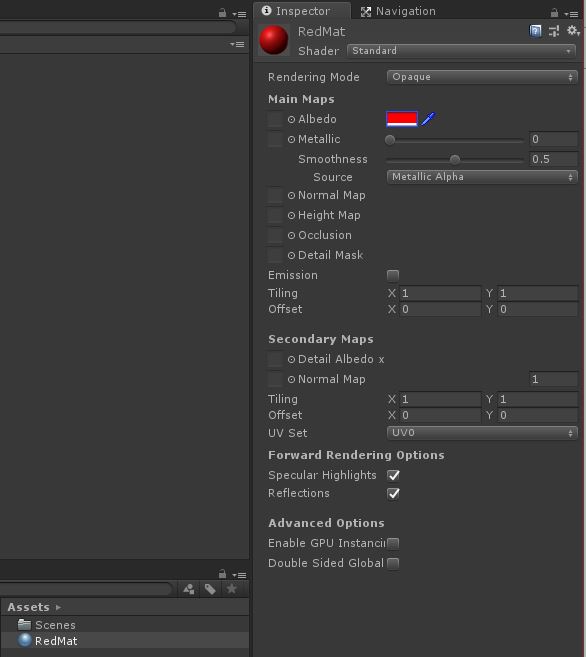 Inspector Navigation
RedMat
Shader Standard
Rendering Mode Opaque
Main Maps
Albedo
Metallic 0
Smoothness 0.5
Source Metallic Alpha
Normal Map
Height Map
Occlusion
Detail Mask
Emission
Tiling X 1 Y 1
Offset X 0 Y 0
Secondary Maps
Detail Albedo x
Normal Map 1
Tiling X 1 Y 1
Offset X 0 Y 0
UV Set UV0
Forward Rendering Options
Specular Highlights
Reflections
Advanced Options
Enable GPU Instancin
Double Sided Global
Assets
Scenes
RedMat